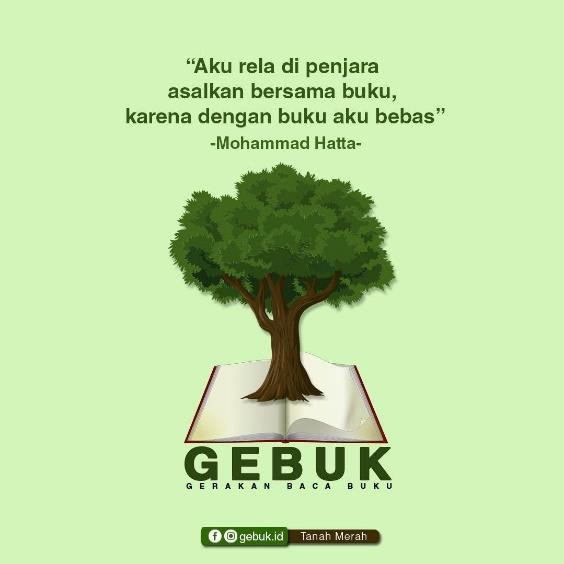 “Aku rela di penjara
asalkan bersama buku,
karena dengan buku aku bebas”
-Mohammad Hatta-
GEBUK
GERAKAN BACA BUKU
gebuk.id Tanah Merah